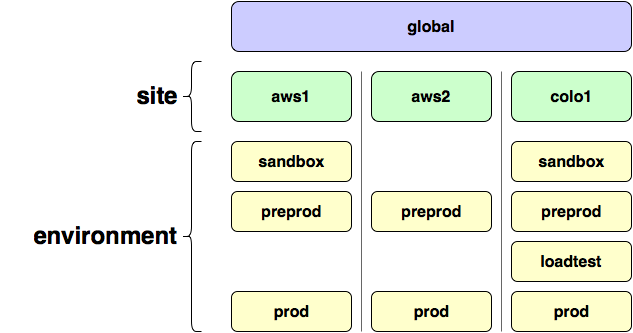 global
site
aws1
aws2
colo1
environment
sandbox
sandbox
preprod
preprod
preprod
loadtest
prod
prod
prod